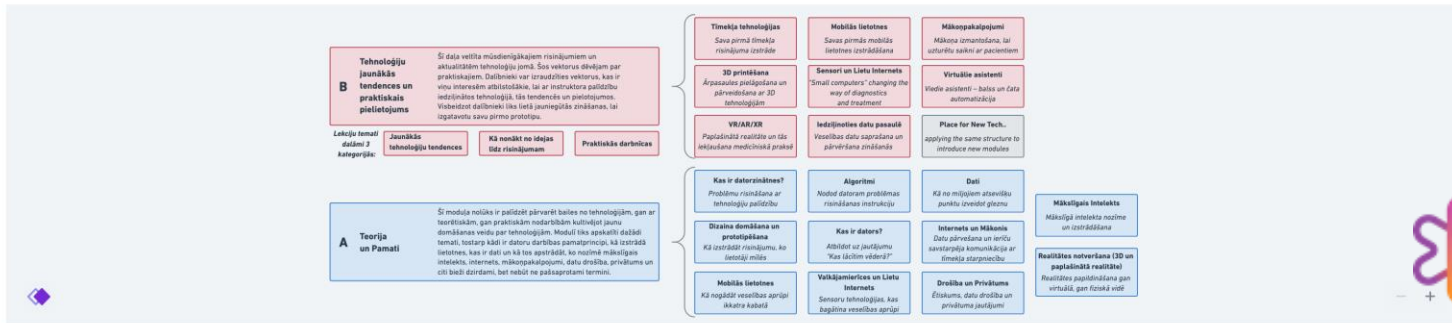 B
Tehnoloģiju
jaunākās
tendences un
praktiskais
pielietojums
Šī daļa veltīta mūsdienīgākajiem risinājumiem un
aktualitātēm tehnoloģiju jomā. Šos vektorus dēvējam par
praktiskajiem. Dalībnieki var izraudzīties vektorus, kas ir
viņu interesēm atbilstošākie, lai ar instruktora palīdzību
iedziļinātos tehnoloģijā, tās tendencēs un pielotojumos.
Visbeidzot dalībnieki liks lietā jauniegūtās zināšanas, lai
izgatavotu savu pirmo prototipu.
Lekciju temati
dalāmi 3
kategorijās:
Jaunākās
tehnoloģiju tendences
Kā nonākt no idejas
līdz risinājumam
Praktiskās darbnīcas
Tīmekļa tehnoloģijas
Sava pirmā tīmekļa
risinājuma izstrāde
Mobilās lietotnes
Savas pirmās mobilās
lietotnes izstrādāšana
Mākoņpakalpojumi
Mākoņa izmantošana, lai
uzturētu saikni ar pacientiem
3D printēšana
Ārpasaules pielāgošana un
pārveidošana ar 3D
tehnoloģijām
Sensori un Lietu Internets
"Small computers" changing the
way of diagnostics
and treatment
Virtuālie asistenti
Viedie asistenti – balss un čata
automatizācija
VR/AR/XR
Paplašinātā realitāte un tās
iekļaušana medicīniskā praksē
Iedziļinoties datu pasaulē
Veselības datu saprašana un
pārvēršana zināšanās
Place for New Tech..
applying the same structure to
introduce new modules
A
Teorija
un Pamati
Šī moduļa nolūks ir palīdzēt pārvarēt bailes no tehnoloģijām, gan ar
teorētiskām, gan praktiskām nodarbībām kultivējot jaunu
domāšanas veidu par tehnoloģijām. Modulī tiks apskatīti dažādi
temati, tostarp kādi ir datoru darbības pamatprincipi, kā izstrādā
lietotnes, kas ir dati un kā tos apstrādāt, ko nozīmē mākslīgais
intelekts, internets, mākoņpakalpojumi, datu drošība, privātums un
citi bieži dzirdami, bet nebūt ne pašsaprotami termini.
Kas ir datorzinātnes?
Problēmu risināšana ar
tehnoloģiju palīdzību
Algoritmi
Nodod datoram problēmas
risināšanas instrukciju
Dati
Kā no miljoniem atsevišķu
punktu izveidot gleznu
Dizaina domāšana un
prototipēšana
Kā izstrādāt risinājumu, ko
lietotāji mīlēs
Kas ir dators?
Atbildot uz jautājumu
"Kas lācītim vēderā?"
Internets un Mākonis
Datu pārvešana un ierīču
savstarpēja komunikācija ar
tīmekļa starpniecību
Mobilās lietotnes
Kā nogādāt veselības aprūpi
ikkatra kabatā
Valkājamierīces un Lietu
Internets
Sensoru tehnoloģijas, kas
bagātina veselības aprūpi
Drošība un Privātums
Ētiskums, datu drošība un
privātuma jautājumi
Mākslīgais Intelekts
Mākslīgā intelekta nozīme
un izstrādāšana
Realitātes notveršana (3D un
paplašinātā realitāte)
Realitātes papildināšana gan
virtuālā, gan fiziskā vidē